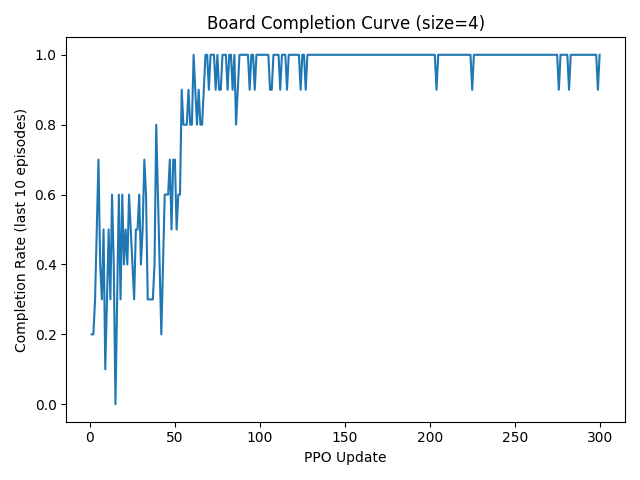 Board Completion Curve (size=4)
Completion Rate (last 10 episodes)
1.0
0.8
0.6
0.4
0.2
0.0
0 50 100 150 200 250 300
PPO Update